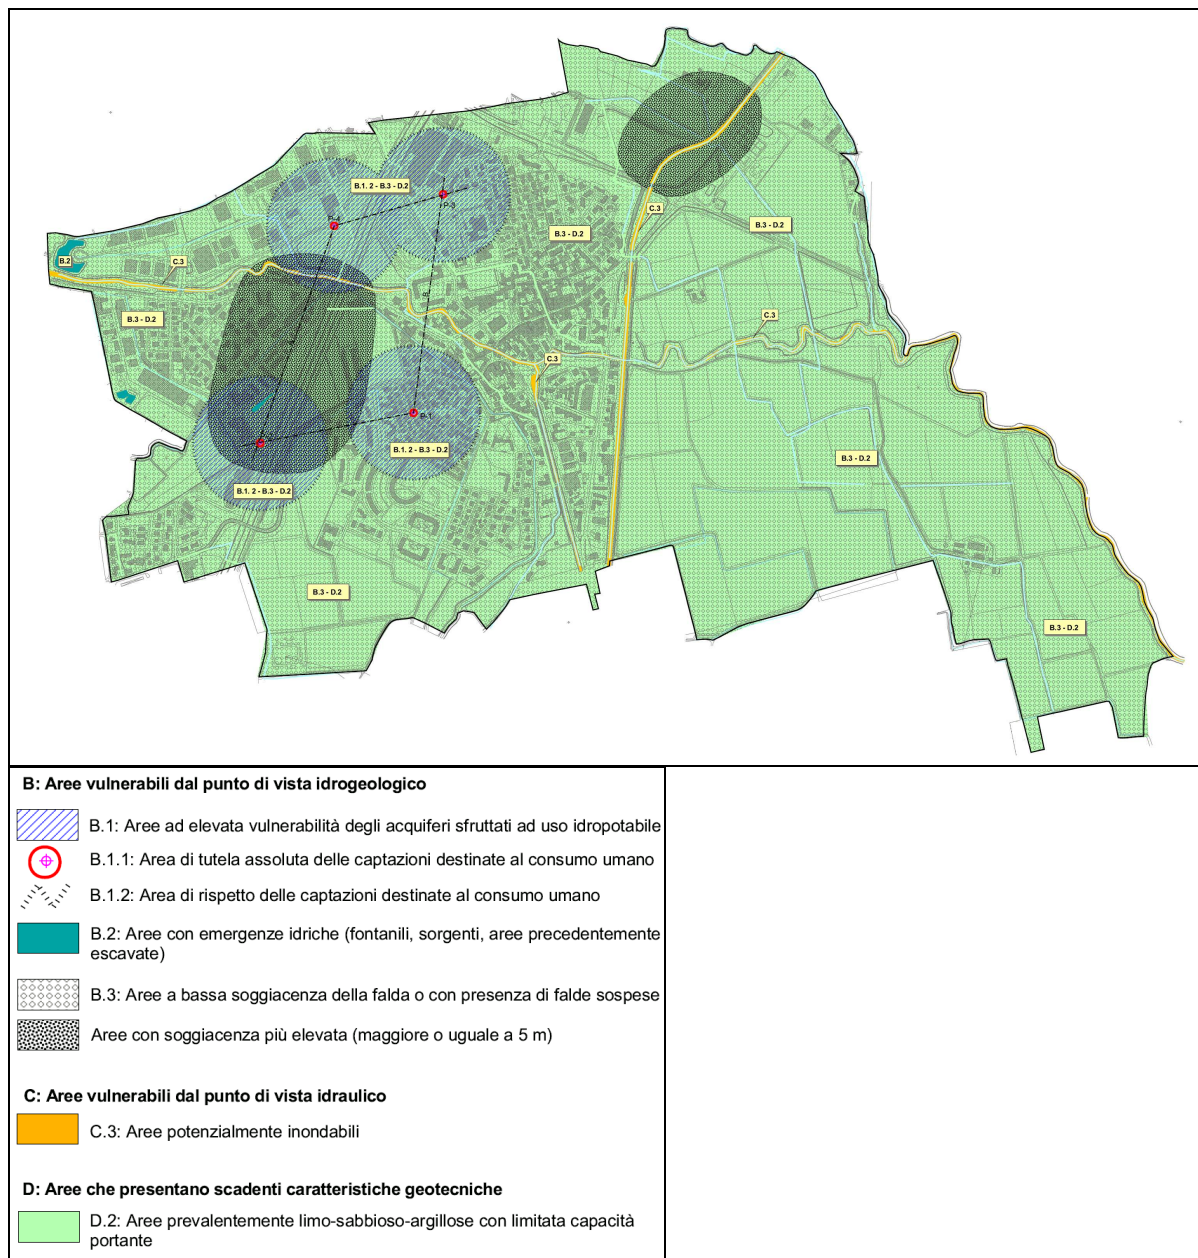 B.1. 2 - B.3 - D.2
P-4
P-3
C.3
B.3 - D.2
B.3 - D.2
B.2
C.3
B.3 - D.2
C.3
C.3
P-1
B.1. 2 - B.3 - D.2
B.3 - D.2
B.1. 2 - B.3 - D.2
B.3 - D.2
B.3 - D.2
B: Aree vulnerabili dal punto di vista idrogeologico
B.1: Aree ad elevata vulnerabilità degli acquiferi sfruttati ad uso idropotabile
B.1.1: Area di tutela assoluta delle captazioni destinate al consumo umano
B.1.2: Area di rispetto delle captazioni destinate al consumo umano
B.2: Aree con emergenze idriche (fontanili, sorgenti, aree precedentemente
escavate)
B.3: Aree a bassa soggiacenza della falda o con presenza di falde sospese
Aree con soggiacenza più elevata (maggiore o uguale a 5 m)
C: Aree vulnerabili dal punto di vista idraulico
C.3: Aree potenzialmente inondabili
D: Aree che presentano scadenti caratteristiche geotecniche
D.2: Aree prevalentemente limo-sabbioso-argillose con limitata capacità
portante